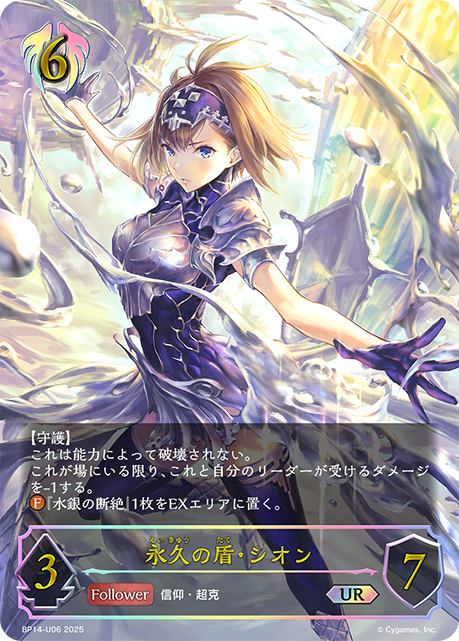 6
【守護】
これは能力によって破壊されない。
これが場にいる限り、これと自分のリーダーが受けるダメージ
を-1する。
F『水銀の断絶』1枚をEXエリアに置く。
えいきゅう たて
永久の盾・シオン
3
Follower 信仰・超克
UR
7
BP14-U06 2025
© Cygames, Inc.